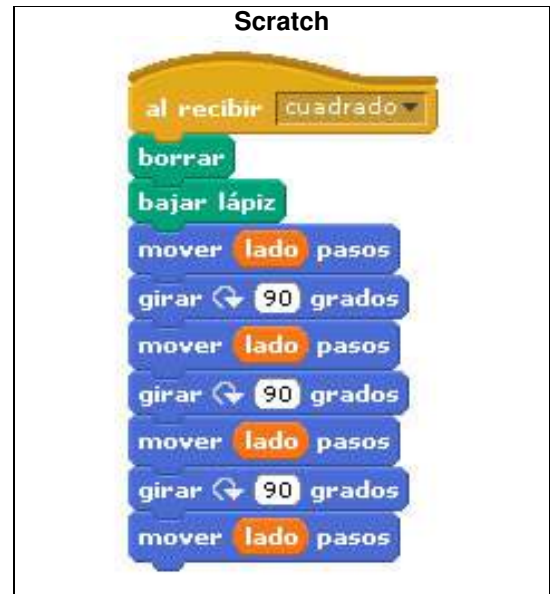 Scratch
al recibir cuadrado
borrar
bajar lápiz
mover lado pasos
girar 90 grados
mover lado pasos
girar 90 grados
mover lado pasos
girar 90 grados
mover lado pasos